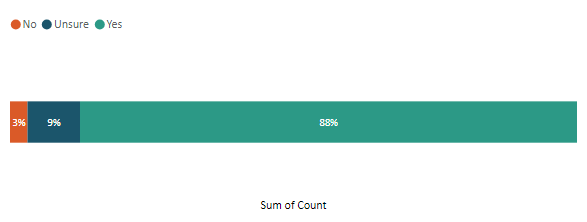 No Unsure Yes
3% 9% 88%
Sum of Count